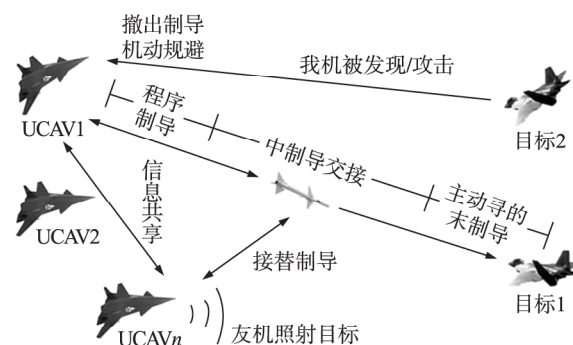 撤出制导
机动规避
我机被发现/攻击
UCAV1
程序
制导
目标2
中制导交接
信息共享
主动寻的
末制导
UCAV2
接替制导
目标1
UCAVn
友机照射目标